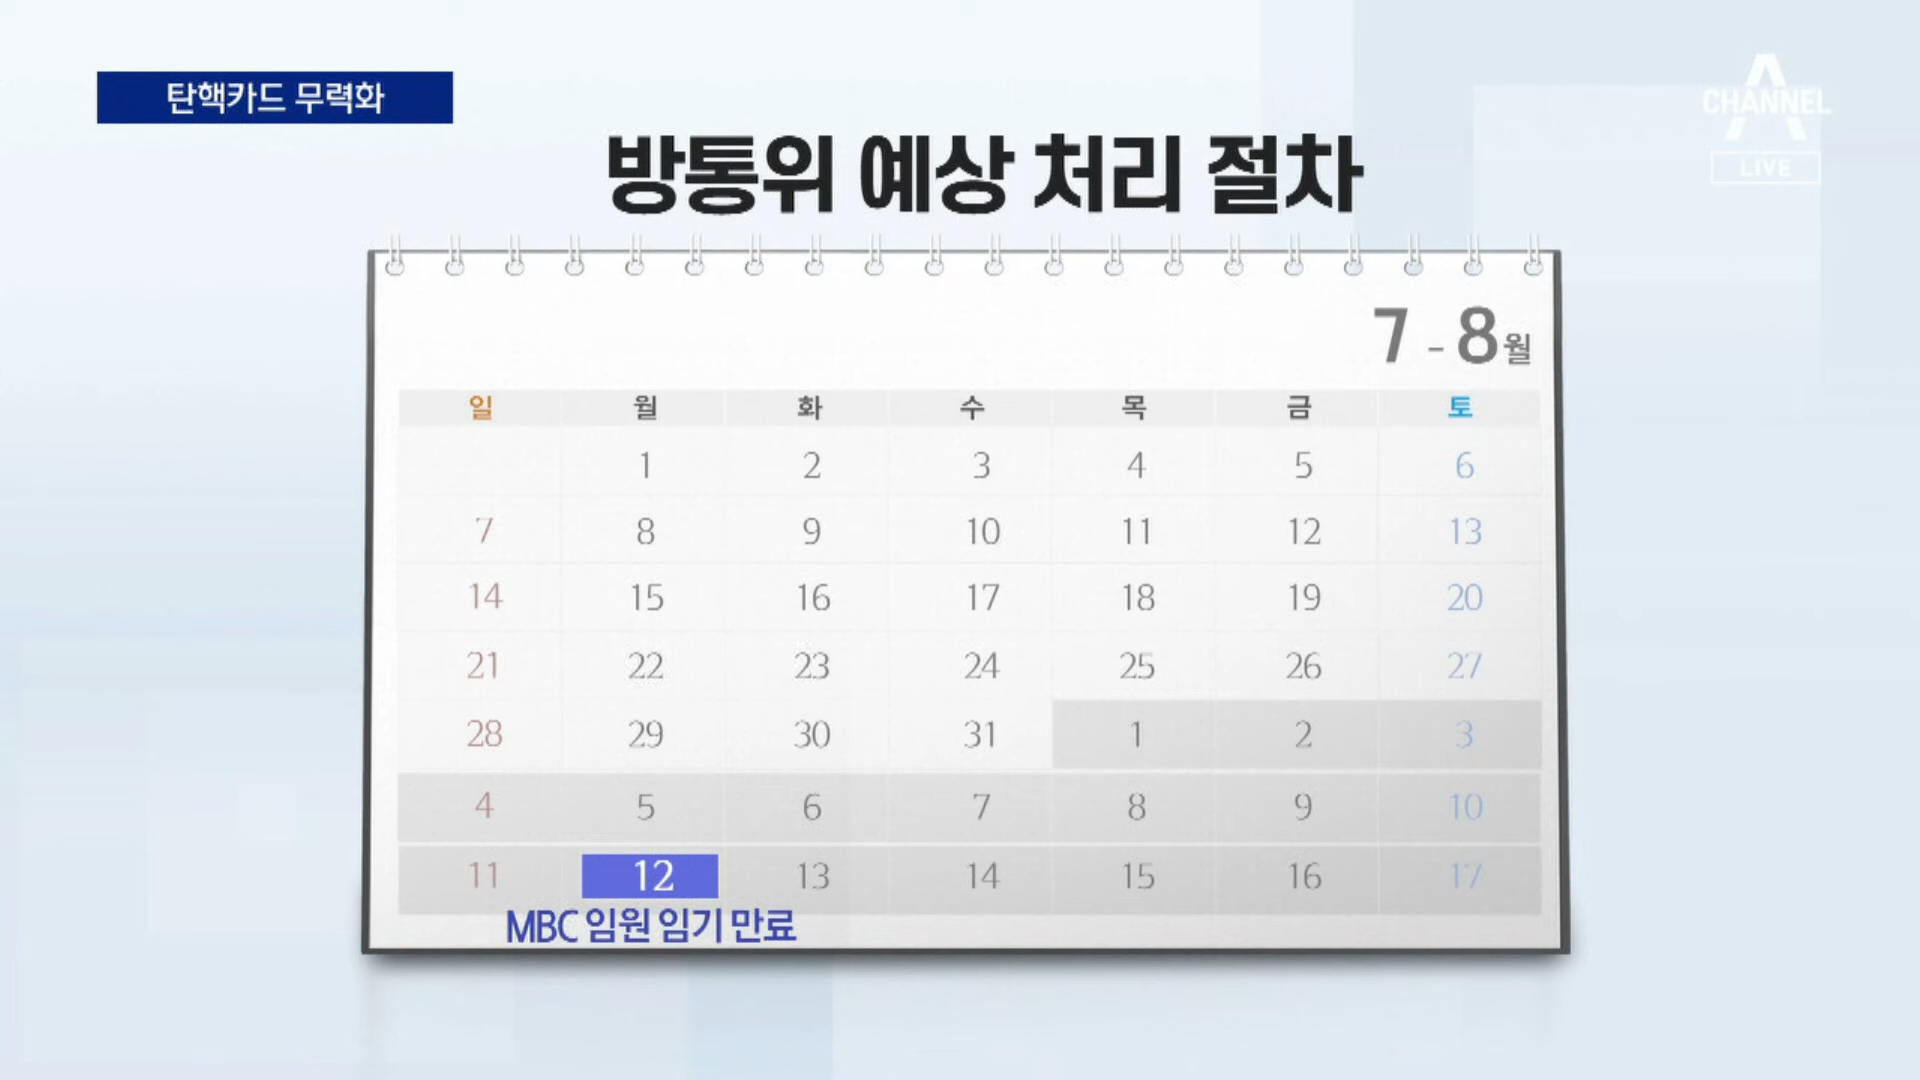 탄핵카드 무력화
CHANNEL A
LIVE
방통위 예상 처리 절차
7 - 8월
일 월 화 수 목 금 토
1 2 3 4 5 6
7 8 9 10 11 12 13
14 15 16 17 18 19 20
21 22 23 24 25 26 27
28 29 30 31 1 2 3
4 5 6 7 8 9 10
11 12 13 14 15 16 17
MBC 임원 임기 만료